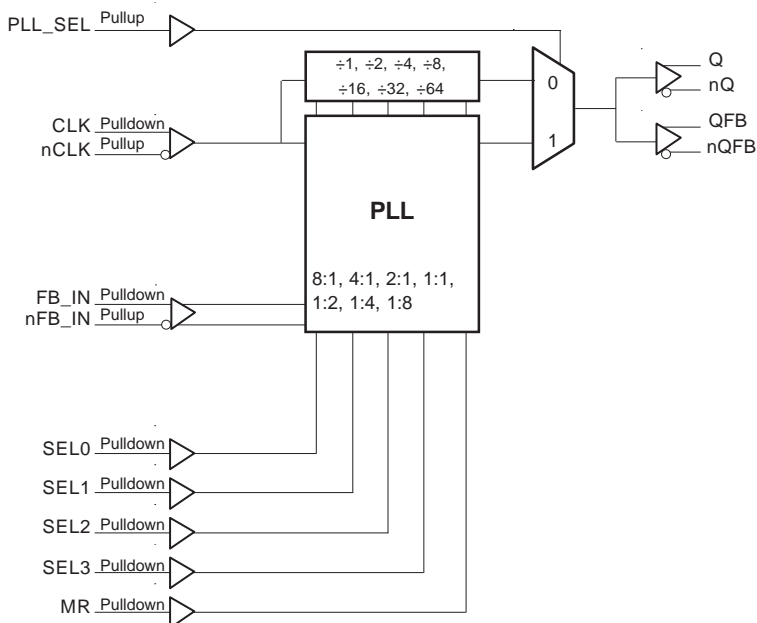 PLL_SEL Pullup
÷1, ÷2, ÷4, ÷8,
÷16, ÷32, ÷64
0
1
Q
nQ
QFB
nQFB
CLK Pulldown
nCLK Pullup
PLL
8:1, 4:1, 2:1, 1:1,
1:2, 1:4, 1:8
FB_IN Pulldown
nFB_IN Pullup
SEL0 Pulldown
SEL1 Pulldown
SEL2 Pulldown
SEL3 Pulldown
MR Pulldown